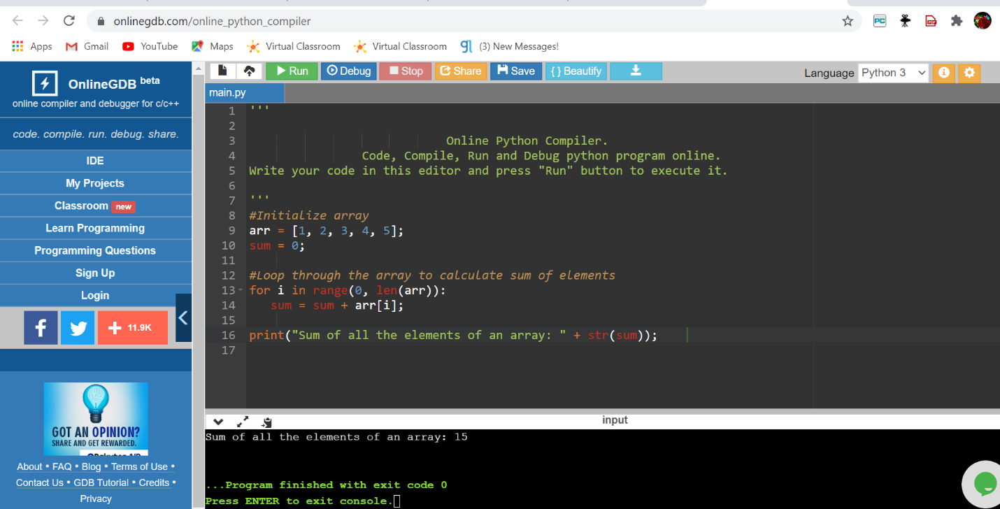 onlinegdb.com/online_python_compiler
Apps Gmail YouTube Maps Virtual Classroom Virtual Classroom (3) New Messages!
OnlineGDB beta
online compiler and debugger for c/c++
code. compile. run. debug. share.
IDE
My Projects
Classroom new
Learn Programming
Programming Questions
Sign Up
Login
11.9K
GOT AN OPINION?
SHARE AND GET REWARDED.
About • FAQ • Blog • Terms of Use •
Contact Us • GDB Tutorial • Credits •
Privacy
Run Debug Stop Share Save { } Beautify
Language Python 3
main.py
1 '''
2
3 Online Python Compiler.
4 Code, Compile, Run and Debug python program online.
5 Write your code in this editor and press "Run" button to execute it.
6
7 '''
8 #Initialize array
9 arr = [1, 2, 3, 4, 5];
10 sum = 0;
11
12 #Loop through the array to calculate sum of elements
13 for i in range(0, len(arr)):
14 sum = sum + arr[i];
15
16 print("Sum of all the elements of an array: " + str(sum));
17
input
Sum of all the elements of an array: 15
...Program finished with exit code 0
Press ENTER to exit console.